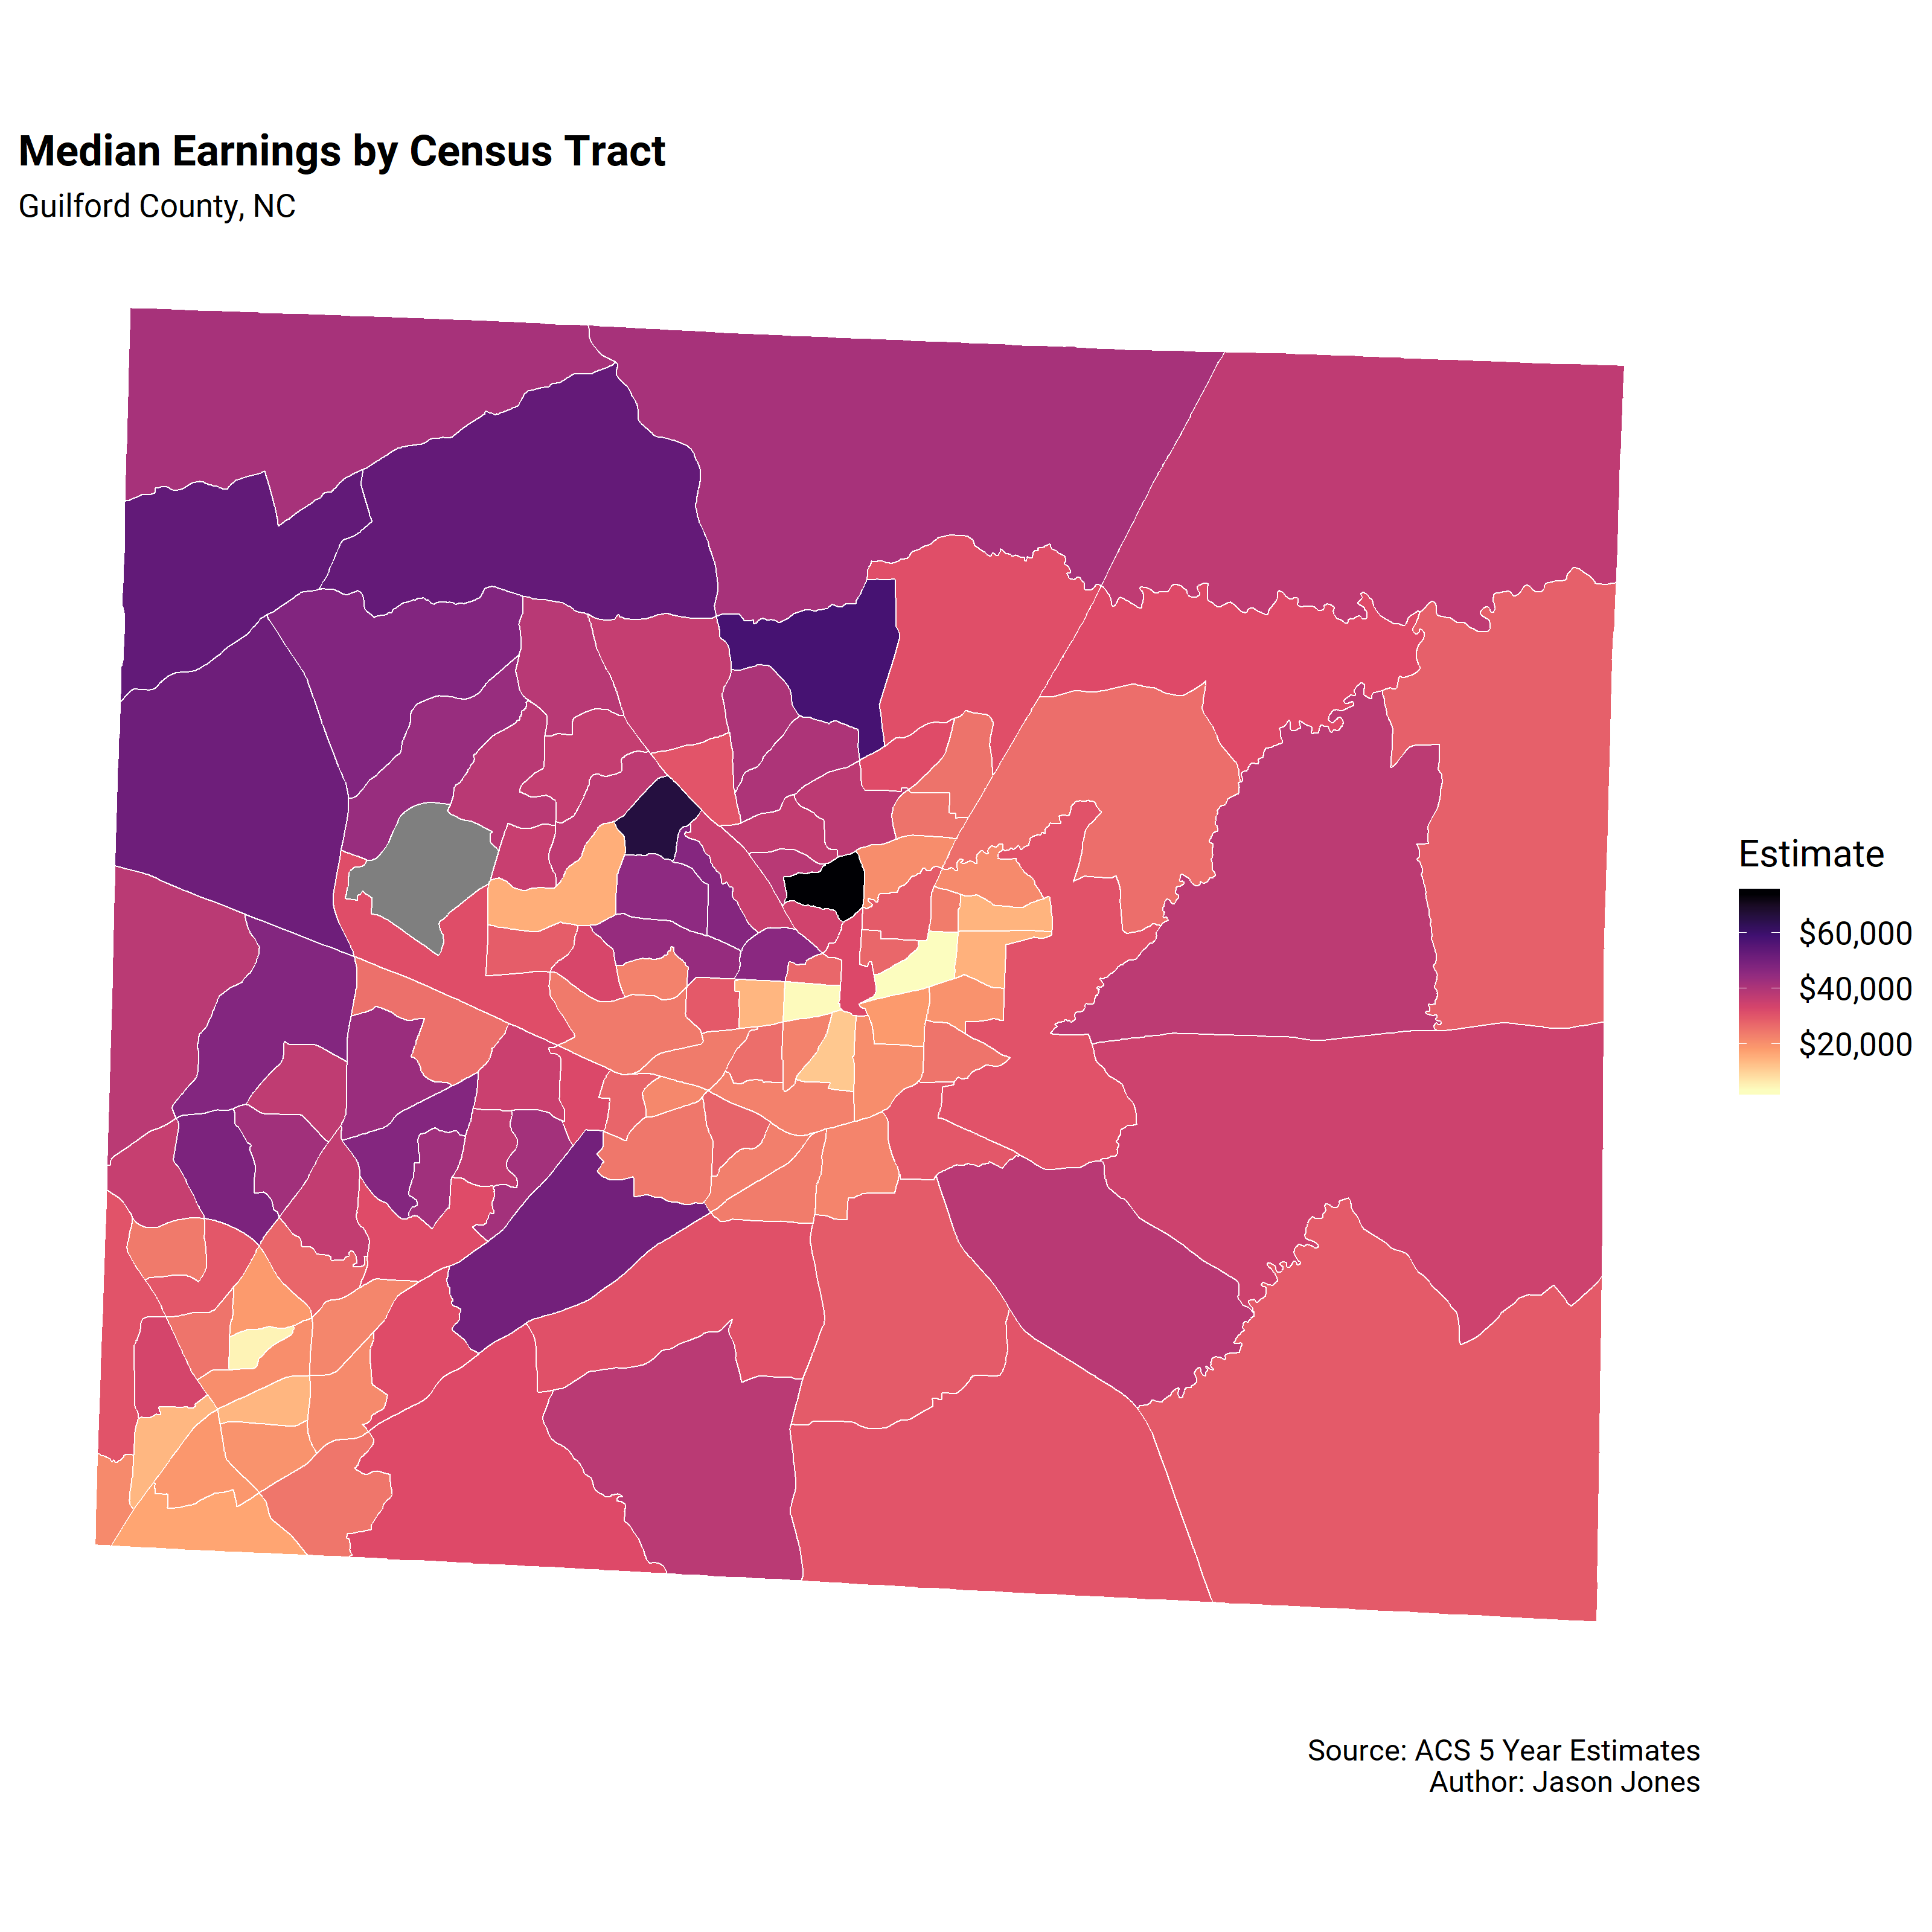 Median Earnings by Census Tract
Guilford County, NC
Estimate
$60,000
$40,000
$20,000
Source: ACS 5 Year Estimates
Author: Jason Jones